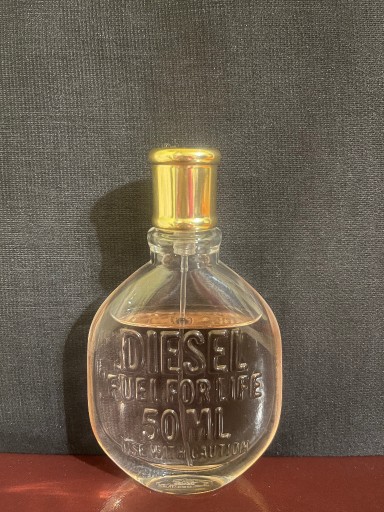 DIESEL
FUEL FOR LIFE
50 ML
USE WITH CAUTION